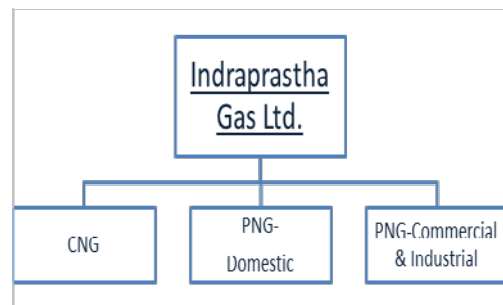 Indraprastha
Gas Ltd.
CNG
PNG-
Domestic
PNG-Commercial
& Industrial